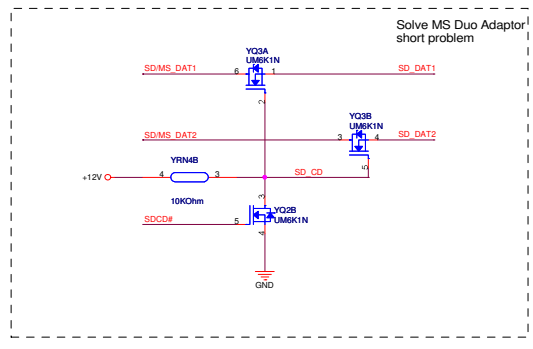 Solve MS Duo Adaptor
short problem
YQ3A
UM6K1N
SD/MS_DAT1
6
1
SD_DAT1
2
YQ3B
UM6K1N
SD/MS_DAT2
3
4
SD_DAT2
5
YRN4B
+12V
4
3
SD_CD
10KOhm
3
YQ2B
UM6K1N
SDCD#
5
4
GND